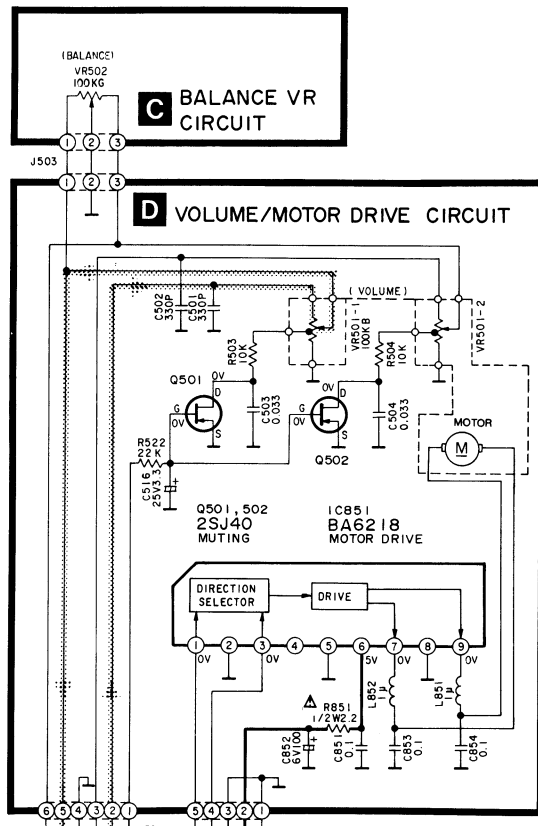 (BALANCE)
VR502
100KG
C BALANCE VR
CIRCUIT
1 2 3
J503
1 2 3
D VOLUME/MOTOR DRIVE CIRCUIT
(VOLUME)
C502
330P
C501
330P
VR501-1
100KB
VR501-2
R503
10K
R504
10K
Q501
0V
D
G
0V
S
C503
0.033
0V
D
G
0V
S
C504
0.033
Q502
MOTOR
M
R522
22K
C516
25V3.3
+
Q501,502
2SJ40
MUTING
IC851
BA6218
MOTOR DRIVE
DIRECTION
SELECTOR
DRIVE
1 2 3 4 5 6 7 8 9
0V 0V 5V 0V 0V
L852
1µ
L851
1µ
R851
1/2W2.2
C852
6V100
+
C851
0.1
C853
0.1
C854
0.1
6 5 4 3 2 1
5 4 3 2 1